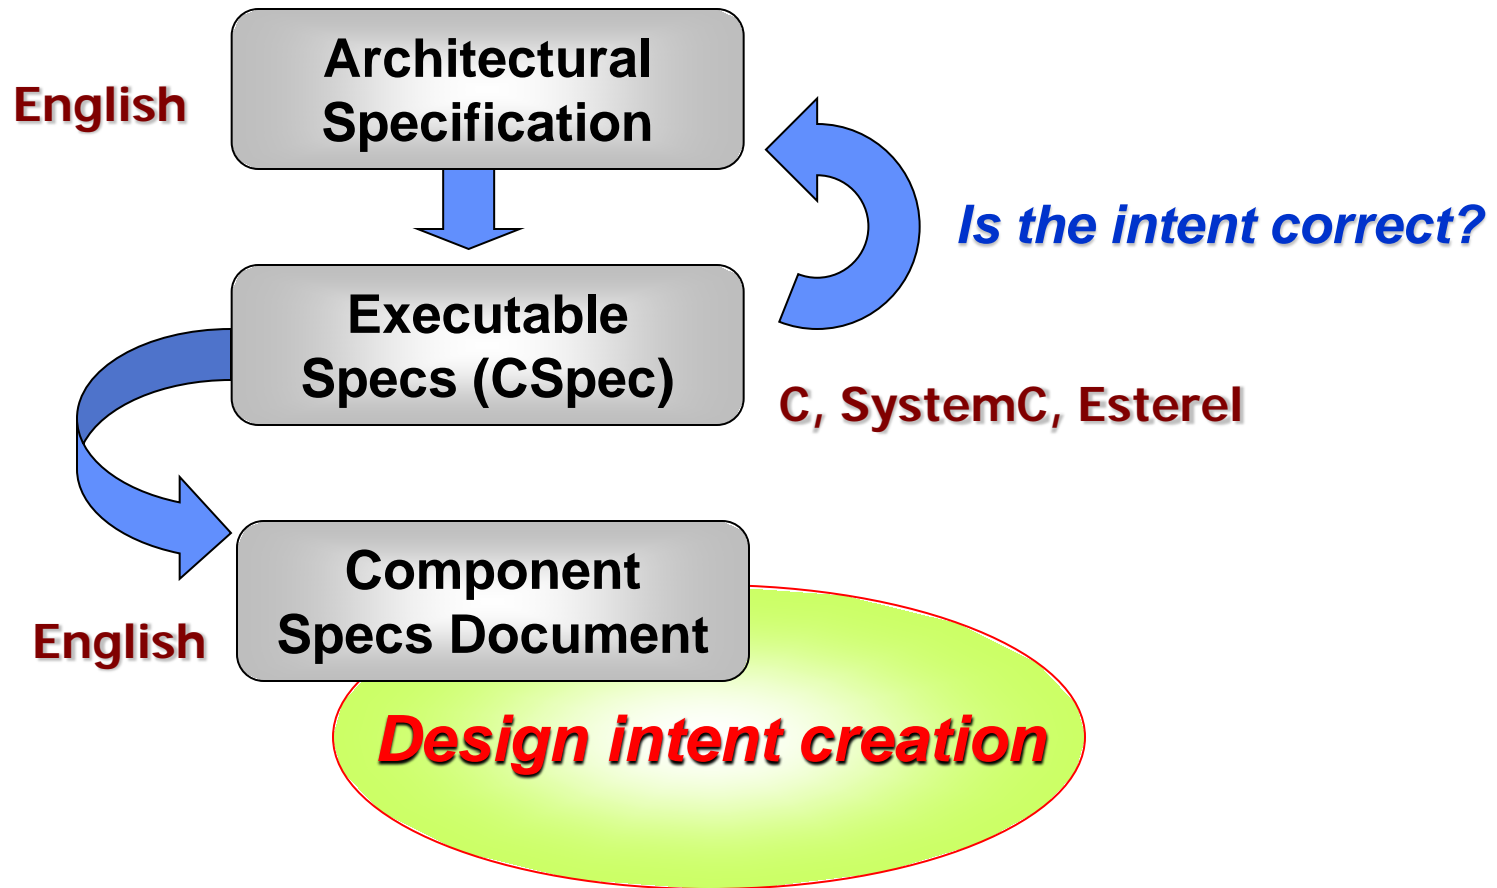 Architectural
Specification
English
Is the intent correct?
Executable
Specs (CSpec)
C, SystemC, Esterel
Component
Specs Document
English
Design intent creation